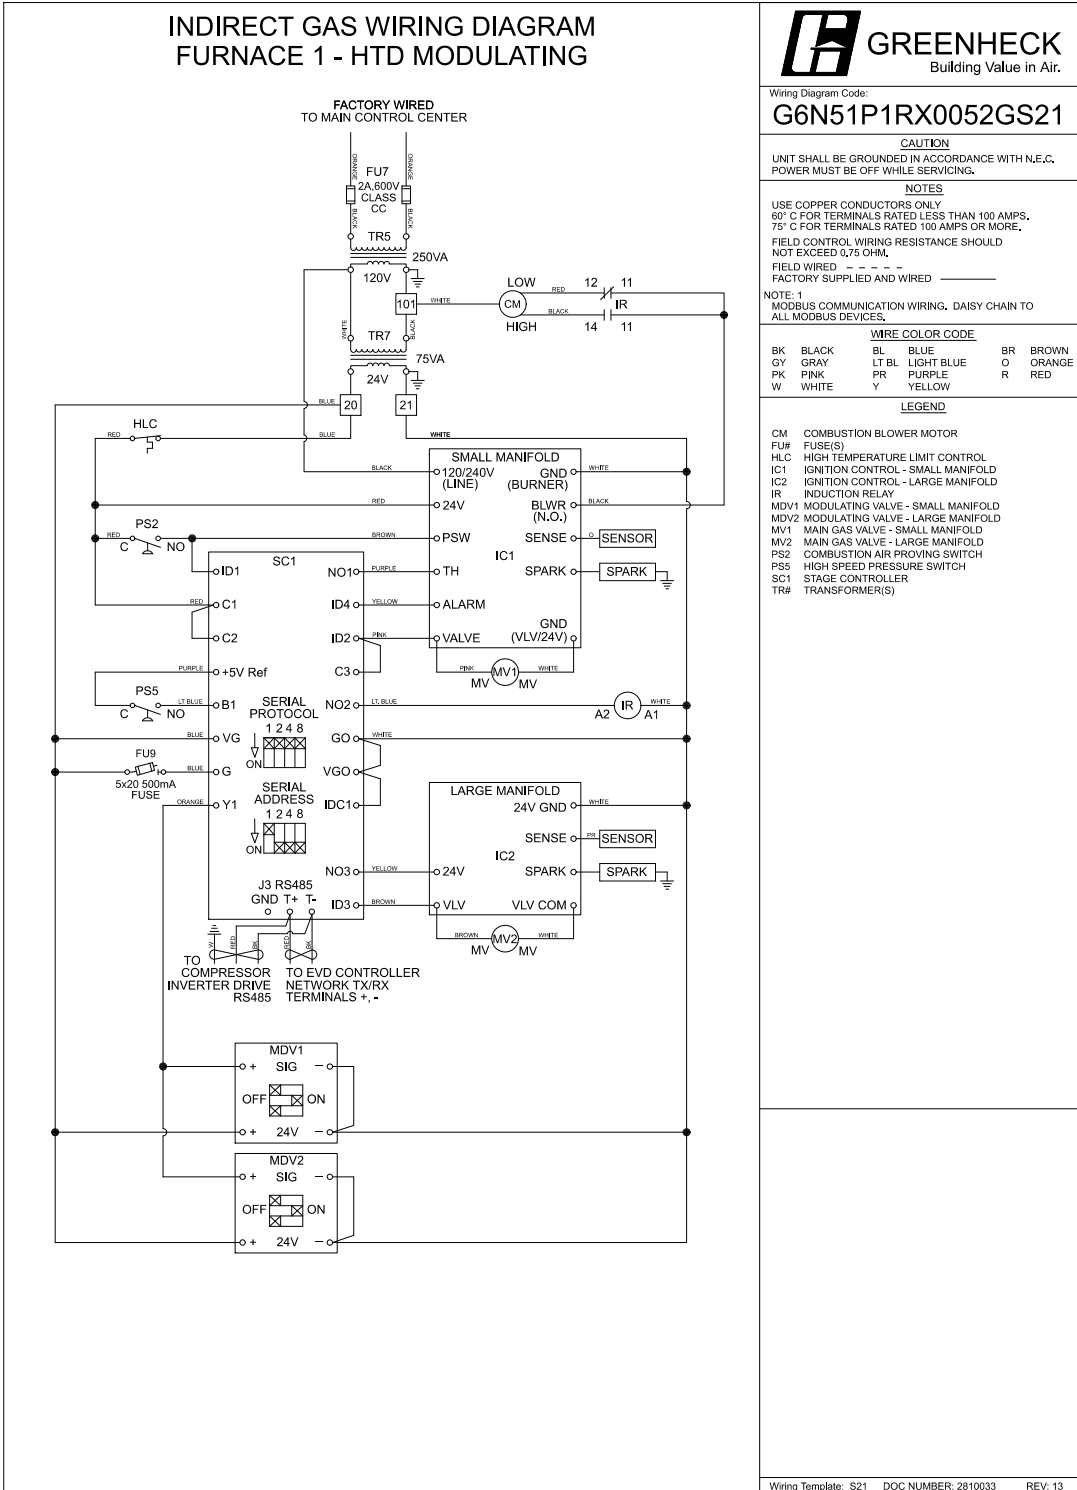 INDIRECT GAS WIRING DIAGRAM
FURNACE 1 - HTD MODULATING
FACTORY WIRED
TO MAIN CONTROL CENTER
ORANGE
ORANGE
FU7
2A,600V
CLASS
CC
BLACK
BLACK
TR5
250VA
120V
101
WHITE
CM
LOW
HIGH
RED
BLACK
12 11
IR
14 11
WHITE
BLACK
TR7
75VA
24V
BLUE
20
21
HLC
RED
BLUE
WHITE
SMALL MANIFOLD
BLACK
120/240V
(LINE)
GND
(BURNER)
WHITE
RED
24V
BLWR
(N.O.)
BLACK
PS2
RED
C
NO
BROWN
PSW
SENSE
O
SENSOR
IC1
SC1
ID1
NO1
PURPLE
TH
SPARK
SPARK
RED
C1
ID4
YELLOW
ALARM
C2
ID2
PINK
VALVE
GND
(VLV/24V)
PURPLE
+5V Ref
C3
PINK
MV1
WHITE
MV
MV
PS5
C
NO
LT BLUE
B1
SERIAL
PROTOCOL
1 2 4 8
ON
NO2
LT. BLUE
IR
WHITE
A2
A1
BLUE
VG
GO
WHITE
FU9
5x20 500mA
FUSE
BLUE
G
VGO
SERIAL
ADDRESS
1 2 4 8
ON
ORANGE
Y1
IDC1
LARGE MANIFOLD
24V GND
WHITE
SENSE
PR
SENSOR
IC2
NO3
YELLOW
24V
SPARK
SPARK
J3 RS485
GND T+ T-
ID3
BROWN
VLV
VLV COM
BROWN
MV2
WHITE
MV
MV
W
RED
BK
RED
BK
TO
COMPRESSOR
INVERTER DRIVE
RS485
TO EVD CONTROLLER
NETWORK TX/RX
TERMINALS +, -
MDV1
+ SIG -
OFF
ON
+ 24V -
MDV2
+ SIG -
OFF
ON
+ 24V -
GREENHECK
Building Value in Air.
Wiring Diagram Code:
G6N51P1RX0052GS21
CAUTION
UNIT SHALL BE GROUNDED IN ACCORDANCE WITH N.E.C.
POWER MUST BE OFF WHILE SERVICING.
NOTES
USE COPPER CONDUCTORS ONLY
60° C FOR TERMINALS RATED LESS THAN 100 AMPS.
75° C FOR TERMINALS RATED 100 AMPS OR MORE.
FIELD CONTROL WIRING RESISTANCE SHOULD
NOT EXCEED 0.75 OHM.
FIELD WIRED
FACTORY SUPPLIED AND WIRED
NOTE: 1
MODBUS COMMUNICATION WIRING. DAISY CHAIN TO
ALL MODBUS DEVICES.
WIRE COLOR CODE
BK BLACK BL BLUE BR BROWN
GY GRAY LT BL LIGHT BLUE O ORANGE
PK PINK PR PURPLE R RED
W WHITE Y YELLOW
LEGEND
CM COMBUSTION BLOWER MOTOR
FU# FUSE(S)
HLC HIGH TEMPERATURE LIMIT CONTROL
IC1 IGNITION CONTROL - SMALL MANIFOLD
IC2 IGNITION CONTROL - LARGE MANIFOLD
IR INDUCTION RELAY
MDV1 MODULATING VALVE - SMALL MANIFOLD
MDV2 MODULATING VALVE - LARGE MANIFOLD
MV1 MAIN GAS VALVE - SMALL MANIFOLD
MV2 MAIN GAS VALVE - LARGE MANIFOLD
PS2 COMBUSTION AIR PROVING SWITCH
PS5 HIGH SPEED PRESSURE SWITCH
SC1 STAGE CONTROLLER
TR# TRANSFORMER(S)
Wiring Template: S21 DOC NUMBER: 2810033 REV: 13